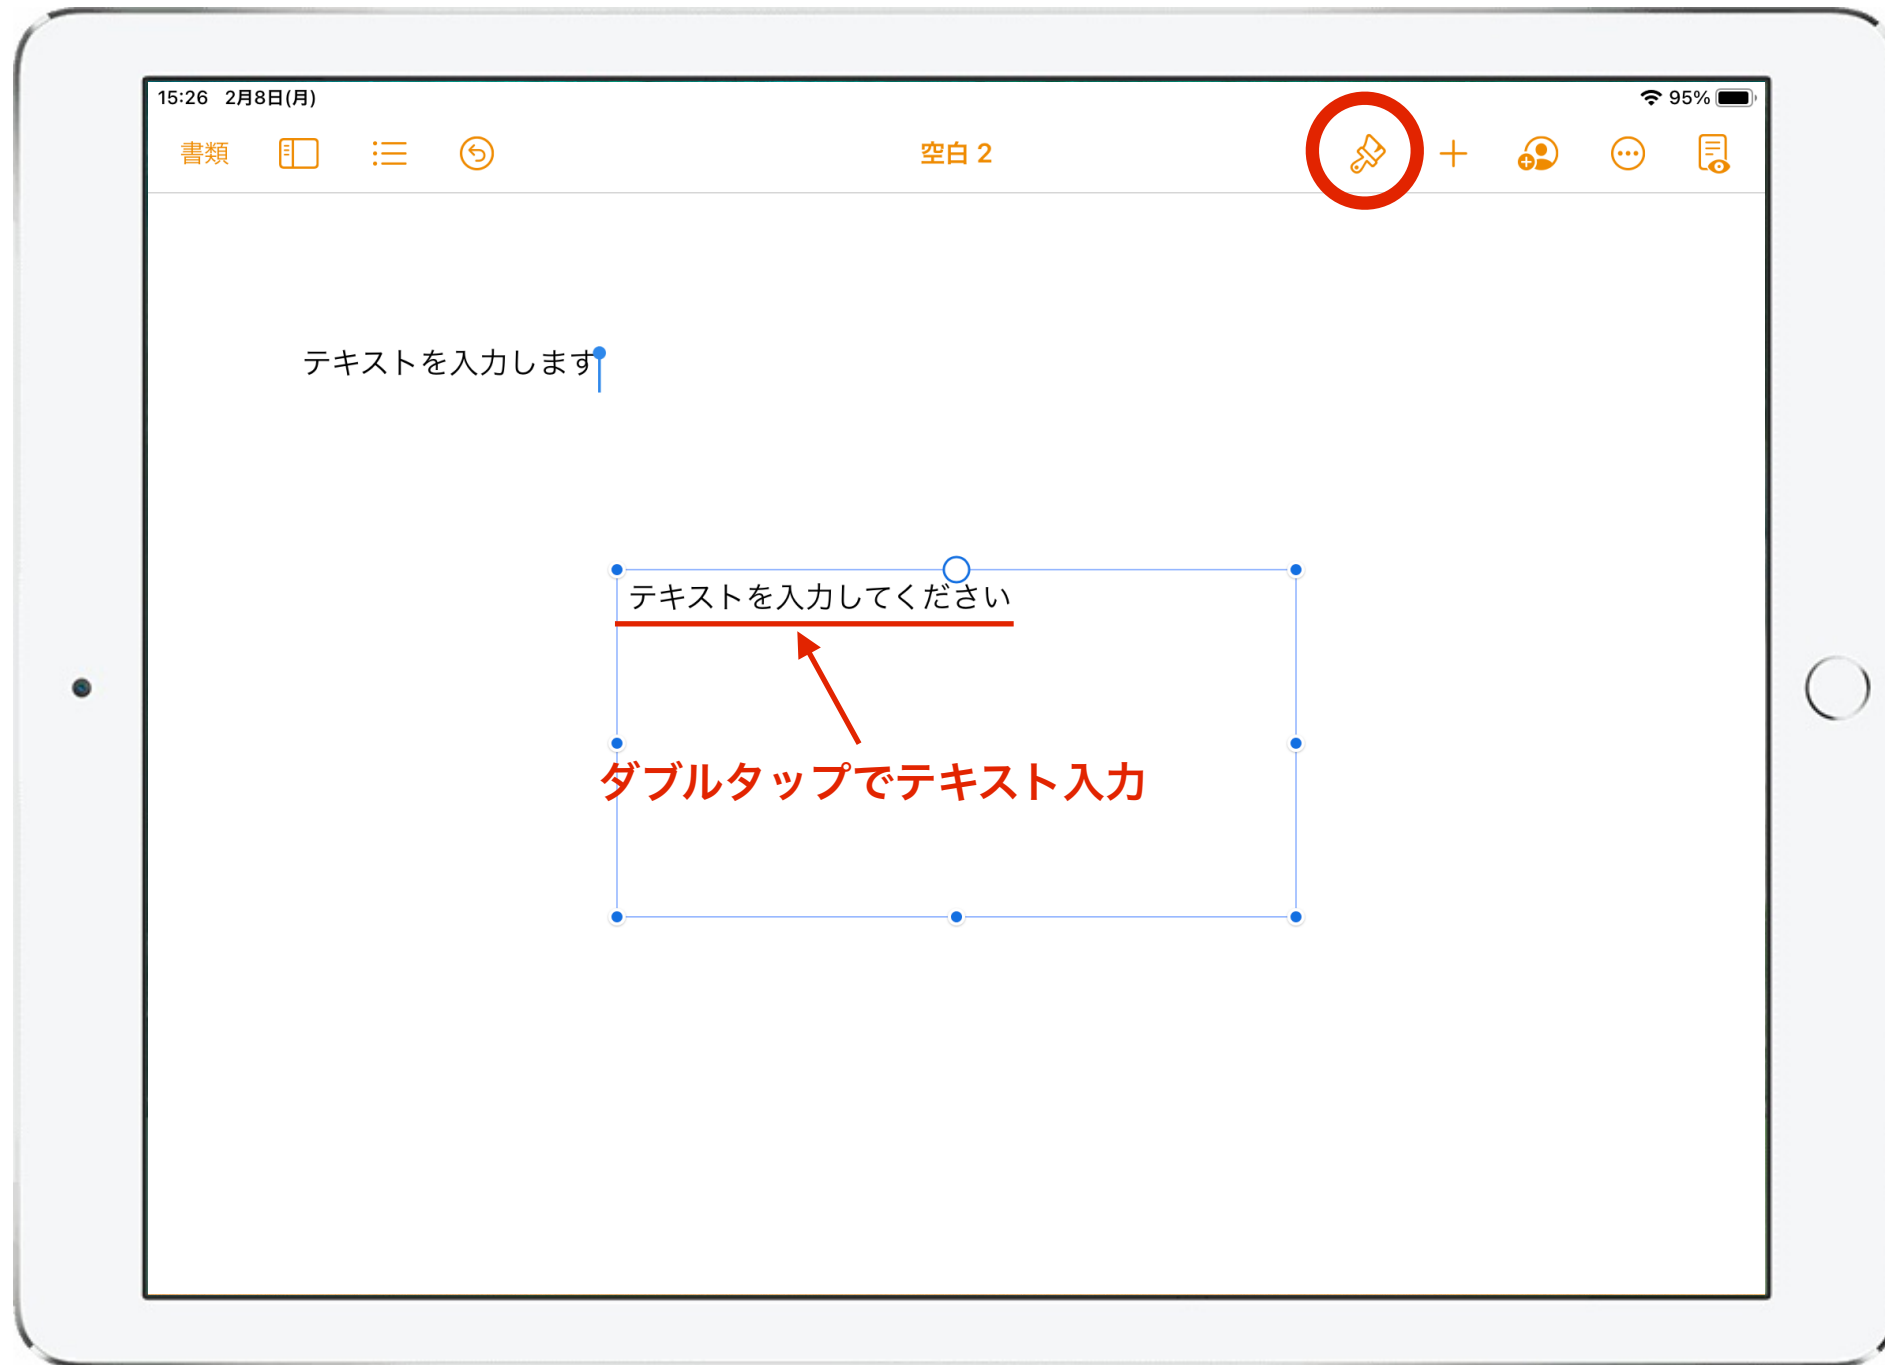 15:26 2月8日(月)
95%
書類
空白 2
テキストを入力します
テキストを入力してください
ダブルタップでテキスト入力